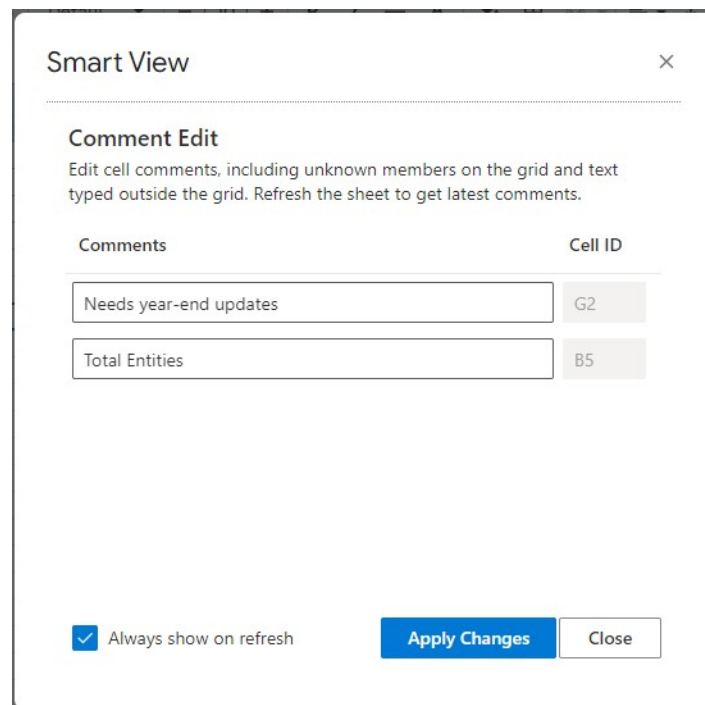 Smart View
Comment Edit
Edit cell comments, including unknown members on the grid and text
typed outside the grid. Refresh the sheet to get latest comments.
Comments Cell ID
Needs year-end updates G2
Total Entities B5
Always show on refresh Apply Changes Close